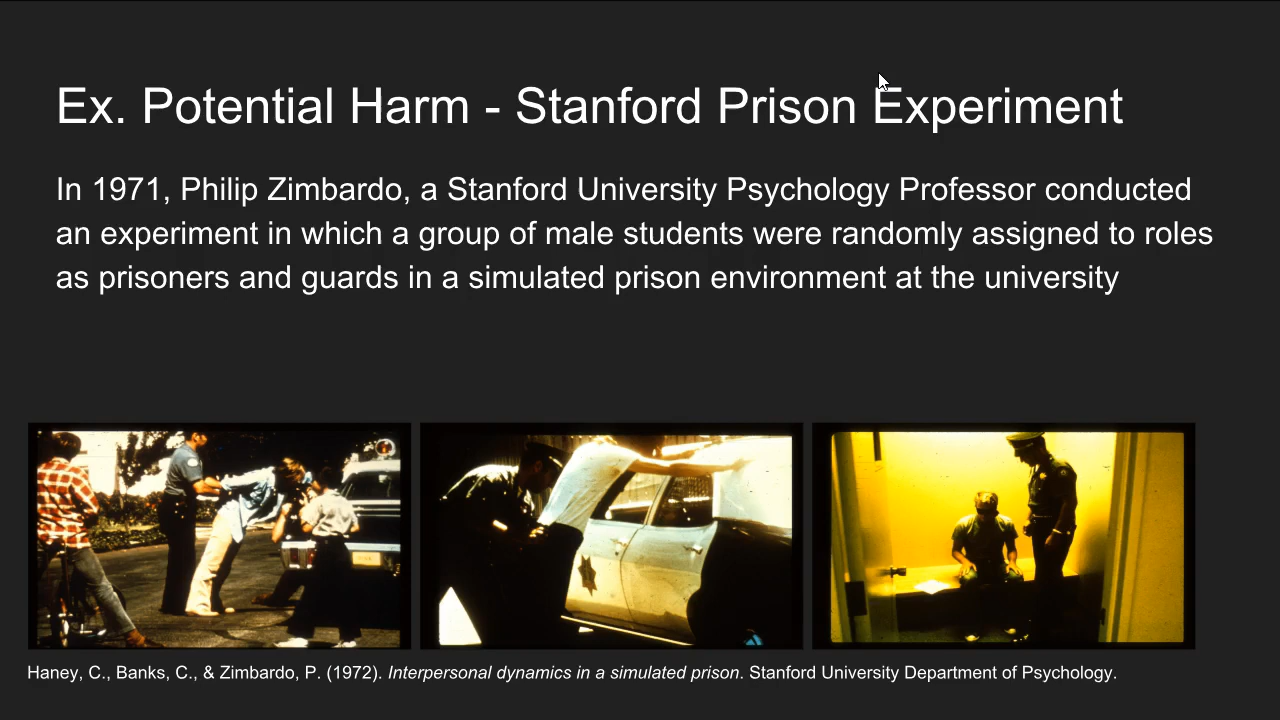 Ex. Potential Harm - Stanford Prison Experiment
In 1971, Philip Zimbardo, a Stanford University Psychology Professor conducted
an experiment in which a group of male students were randomly assigned to roles
as prisoners and guards in a simulated prison environment at the university
Haney, C., Banks, C., & Zimbardo, P. (1972). Interpersonal dynamics in a simulated prison. Stanford University Department of Psychology.